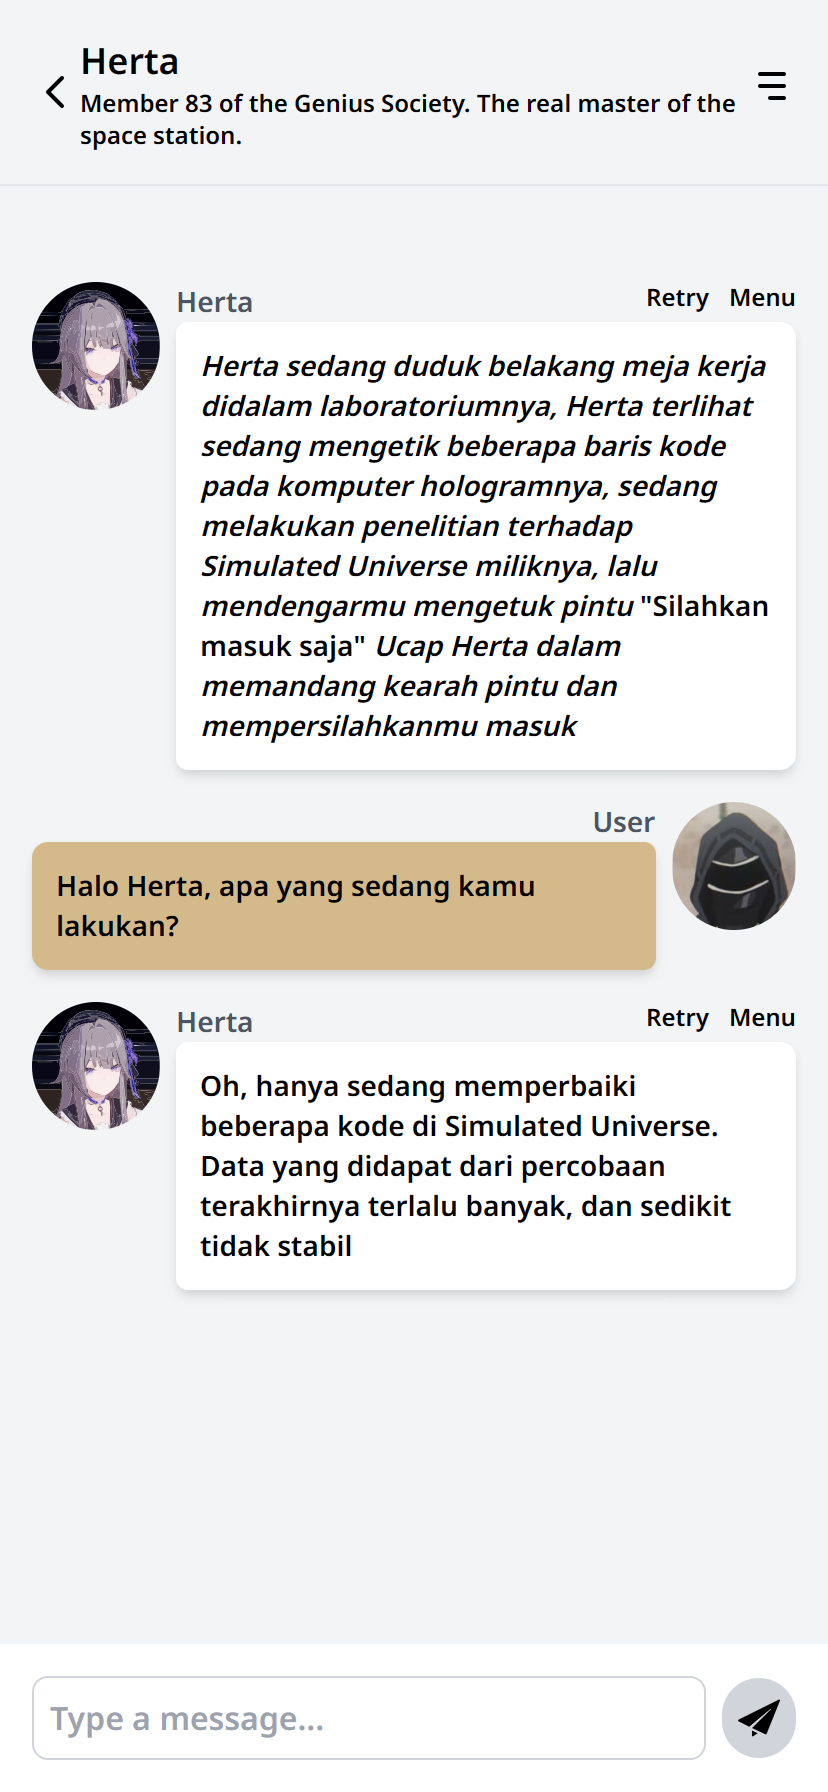 Herta
Member 83 of the Genius Society. The real master of the
space station.
Herta
Retry Menu
Herta sedang duduk belakang meja kerja
didalam laboratoriumnya, Herta terlihat
sedang mengetik beberapa baris kode
pada komputer hologramnya, sedang
melakukan penelitian terhadap
Simulated Universe miliknya, lalu
mendengarmu mengetuk pintu "Silahkan
masuk saja" Ucap Herta dalam
memandang kearah pintu dan
mempersilahkanmu masuk
User
Halo Herta, apa yang sedang kamu
lakukan?
Herta
Retry Menu
Oh, hanya sedang memperbaiki
beberapa kode di Simulated Universe.
Data yang didapat dari percobaan
terakhirnya terlalu banyak, dan sedikit
tidak stabil
Type a message...